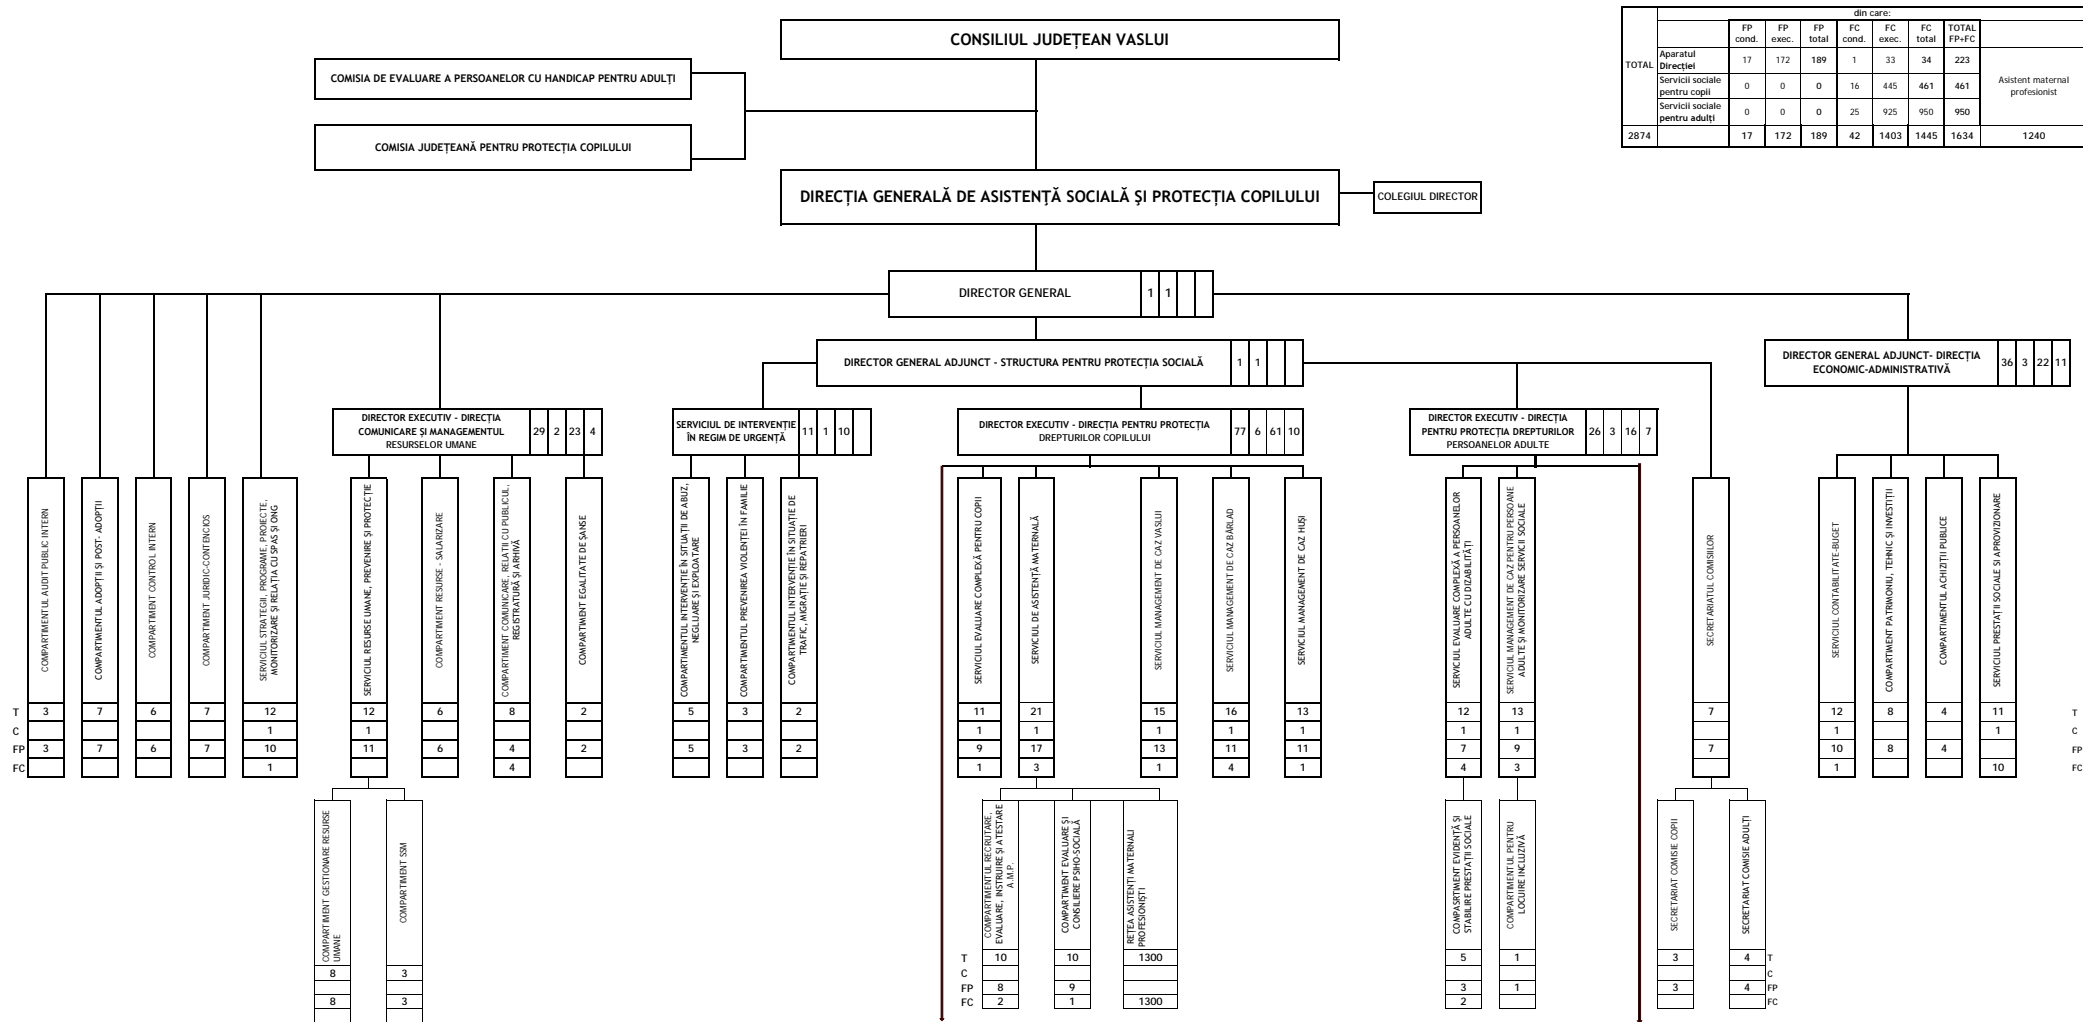 CONSILIUL JUDEȚEAN VASLUI
COMISIA DE EVALUARE A PERSOANELOR CU HANDICAP PENTRU ADULȚI
COMISIA JUDEȚEANĂ PENTRU PROTECȚIA COPILULUI
din care:
FP cond. FP exec. FP total FC cond. FC exec. FC total TOTAL FP+FC
TOTAL
Aparatul Direcției 17 172 189 1 33 34 223
Servicii sociale pentru copii 0 0 0 16 445 461 461
Asistent maternal profesionist
Servicii sociale pentru adulți 0 0 0 25 925 950 950
2874 17 172 189 42 1403 1445 1634 1240
DIRECȚIA GENERALĂ DE ASISTENȚĂ SOCIALĂ ȘI PROTECȚIA COPILULUI
COLEGIUL DIRECTOR
DIRECTOR GENERAL 1 1
DIRECTOR GENERAL ADJUNCT - STRUCTURA PENTRU PROTECȚIA SOCIALĂ 1 1
DIRECTOR GENERAL ADJUNCT- DIRECȚIA
ECONOMIC-ADMINISTRATIVĂ
36 3 22 11
DIRECTOR EXECUTIV - DIRECȚIA
COMUNICARE ȘI MANAGEMENTUL
RESURSELOR UMANE
29 2 23 4
SERVICIUL DE INTERVENȚIE
ÎN REGIM DE URGENȚĂ
11 1 10
DIRECTOR EXECUTIV - DIRECȚIA PENTRU PROTECȚIA
DREPTURILOR COPILULUI
77 6 61 10
DIRECTOR EXECUTIV - DIRECȚIA
PENTRU PROTECȚIA DREPTURILOR
PERSOANELOR ADULTE
26 3 16 7
COMPARTIMENTUL AUDIT PUBLIC INTERN
COMPARTIMENTUL ADOPȚII ȘI POST- ADOPȚII
COMPARTIMENT CONTROL INTERN
COMPARTIMENT JURIDIC-CONTENCIOS
SERVICIUL STRATEGII, PROGRAME, PROIECTE,
MONITORIZARE ȘI RELAȚIA CU SPAS ȘI ONG
SERVICIUL RESURSE UMANE, PREVENIRE ȘI PROTECȚIE
COMPARTIMENT RESURSE - SALARIZARE
COMPARTIMENT COMUNICARE, RELATII CU PUBLICUL,
REGISTRATURĂ ȘI ARHIVĂ
COMPARTIMENT EGALITATE DE ȘANSE
COMPARTIMENTUL INTERVENȚIE ÎN SITUAȚII DE ABUZ,
NEGLIJARE ȘI EXPLOATARE
COMPARTIMENTUL PREVENIREA VIOLENȚEI ÎN FAMILIE
COMPARTIMENTUL INTERVENȚIE ÎN SITUAȚIE DE
TRAFIC, MIGRAȚIE ȘI REPATRIERI
SERVICIUL EVALUARE COMPLEXĂ PENTRU COPII
SERVICIUL DE ASISTENȚĂ MATERNALĂ
SERVICIUL MANAGEMENT DE CAZ VASLUI
SERVICIUL MANAGEMENT DE CAZ BÂRLAD
SERVICIUL MANAGEMENT DE CAZ HUȘI
SERVICIUL EVALUARE COMPLEXĂ A PERSOANELOR
ADULTE CU DIZABILITĂȚI
SERVICIUL MANAGEMENT DE CAZ PENTRU PERSOANE
ADULTE ȘI MONITORIZARE SERVICII SOCIALE
SECRETARIATUL COMISIILOR
SERVICIUL CONTABILITATE-BUGET
COMPARTIMENT PATRIMONIU, TEHNIC ȘI INVESTIȚII
COMPARTIMENTUL ACHIZIȚII PUBLICE
SERVICIUL PRESTAȚII SOCIALE SI APROVIZIONARE
T 3 7 6 7 12 12 6 8 2 5 3 2 11 21 15 16 13 12 13 7 12 8 4 11 T
C 1 1 1 1 1 1 1 1 1 1 1 C
FP 3 7 6 7 10 11 6 4 2 5 3 2 9 17 13 11 11 7 9 7 10 8 4 FP
FC 1 4 1 3 1 4 1 4 3 1 10 FC
COMPARTIMENT GESTIONARE RESURSE
UMANE
COMPARTIMENT SSM
COMPARTIMENTUL RECRUTARE,
EVALUARE, INSTRUIRE ȘI ATESTARE
A.M.P.
COMPARTIMENT EVALUARE ȘI
CONSILIERE PSIHO-SOCIALĂ
REȚEA ASISTENȚI MATERNALI
PROFESIONIȘTI
COMPASRTIMENT EVIDENȚĂ ȘI
STABILIRE PRESTAȚII SOCIALE
COMPARTIMENTUL PENTRU
LOCUIRE INCLUZIVĂ
SECRETARIAT COMISIE COPII
SECRETARIAT COMISIE ADULȚI
T 10 10 1300 5 1 3 4 T
8 3 C C
FP 8 9 3 1 3 4 FP
8 3 FC 2 1 1300 2 FC